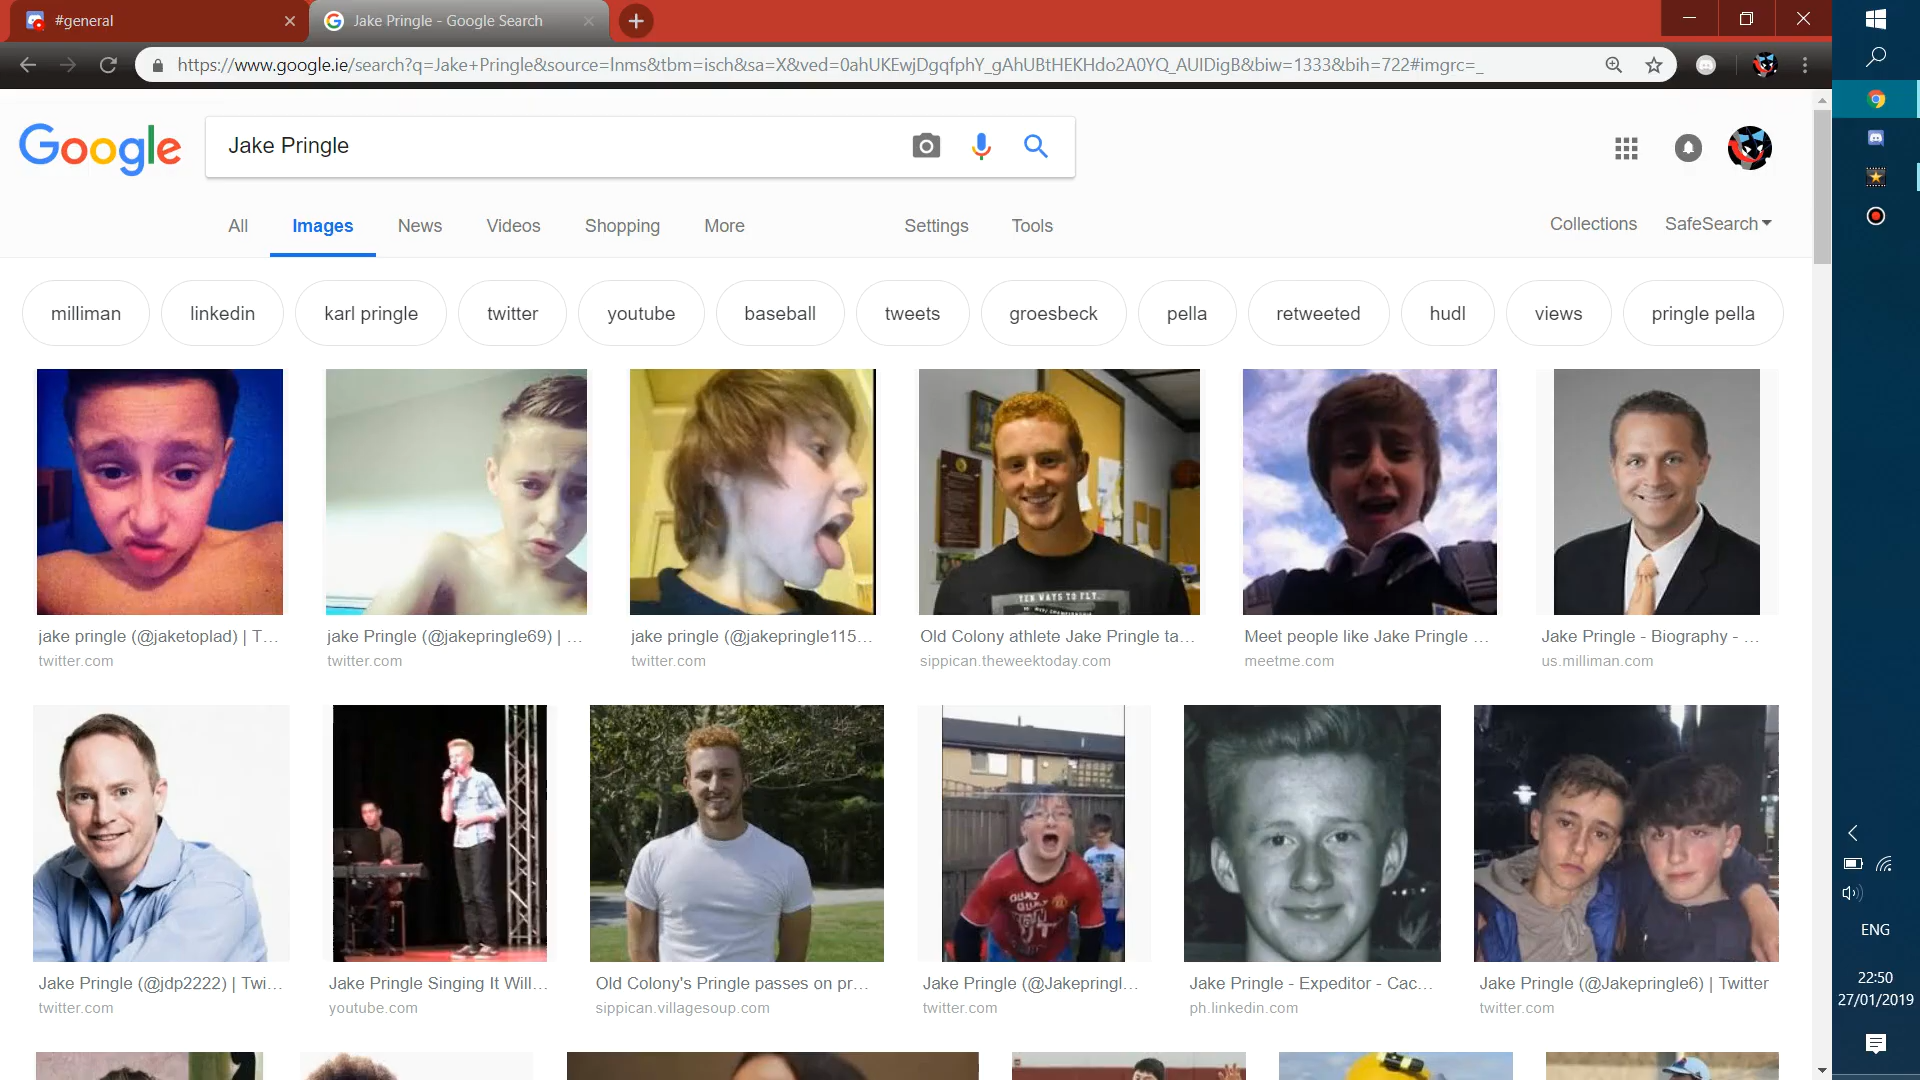 #general
Jake Pringle - Google Search
https://www.google.ie/search?q=Jake+Pringle&source=lnms&tbm=isch&sa=X&ved=0ahUKEwjDgqfphY_gAhUBtHEKHdo2A0YQ_AUIDigB&biw=1333&bih=722#imgrc=_
Google
Jake Pringle
All Images News Videos Shopping More Settings Tools Collections SafeSearch
milliman linkedin karl pringle twitter youtube baseball tweets groesbeck pella retweeted hudl views pringle pella
TEN WAYS TO FLY.
jake pringle (@jaketoplad) | T... jake Pringle (@jakepringle69) | ... jake pringle (@jakepringle115... Old Colony athlete Jake Pringle ta... Meet people like Jake Pringle ... Jake Pringle - Biography - ...
twitter.com twitter.com twitter.com sippican.theweektoday.com meetme.com us.milliman.com
Jake Pringle (@jdp2222) | Twi... Jake Pringle Singing It Will... Old Colony's Pringle passes on pr... Jake Pringle (@Jakepringl... Jake Pringle - Expeditor - Cac... Jake Pringle (@Jakepringle6) | Twitter
twitter.com youtube.com sippican.villagesoup.com twitter.com ph.linkedin.com twitter.com
ENG
22:50
27/01/2019